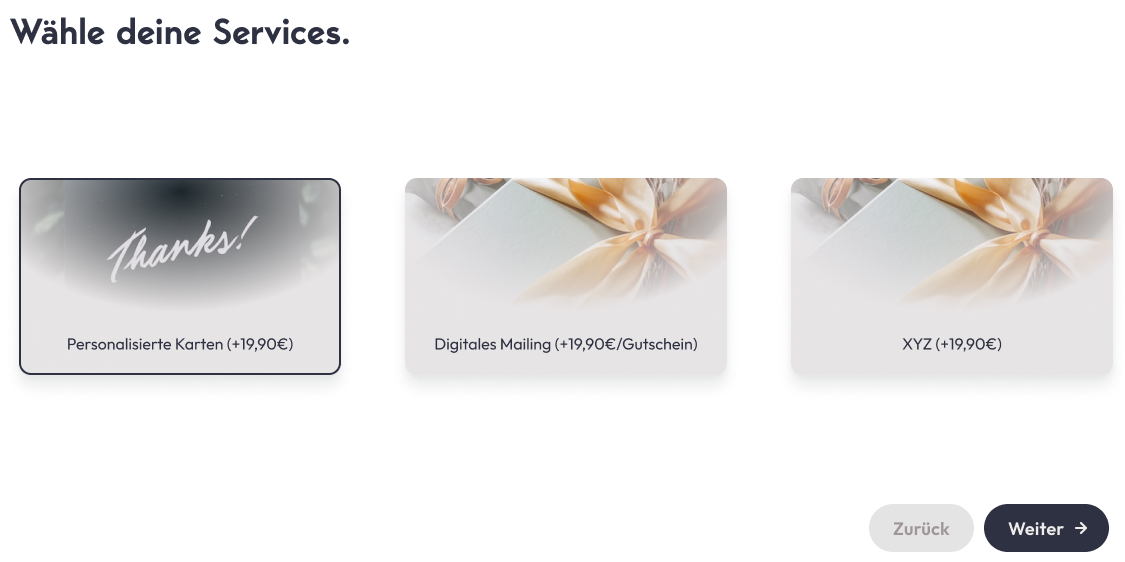 Wähle deine Services.
Thanks!
Personalisierte Karten (+19,90€)
Digitales Mailing (+19,90€/Gutschein)
XYZ (+19,90€)
Zurück
Weiter →